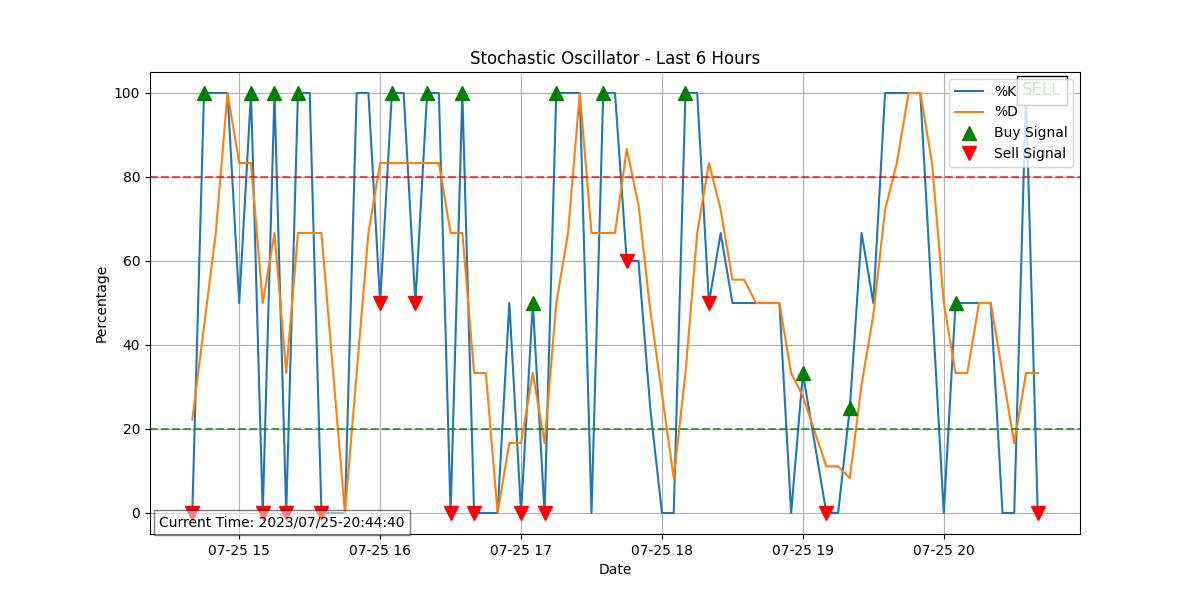 Stochastic Oscillator - Last 6 Hours
SELL
%K
%D
Buy Signal
Sell Signal
Percentage
100
80
60
40
20
0
Current Time: 2023/07/25-20:44:40
07-25 15
07-25 16
07-25 17
07-25 18
07-25 19
07-25 20
Date